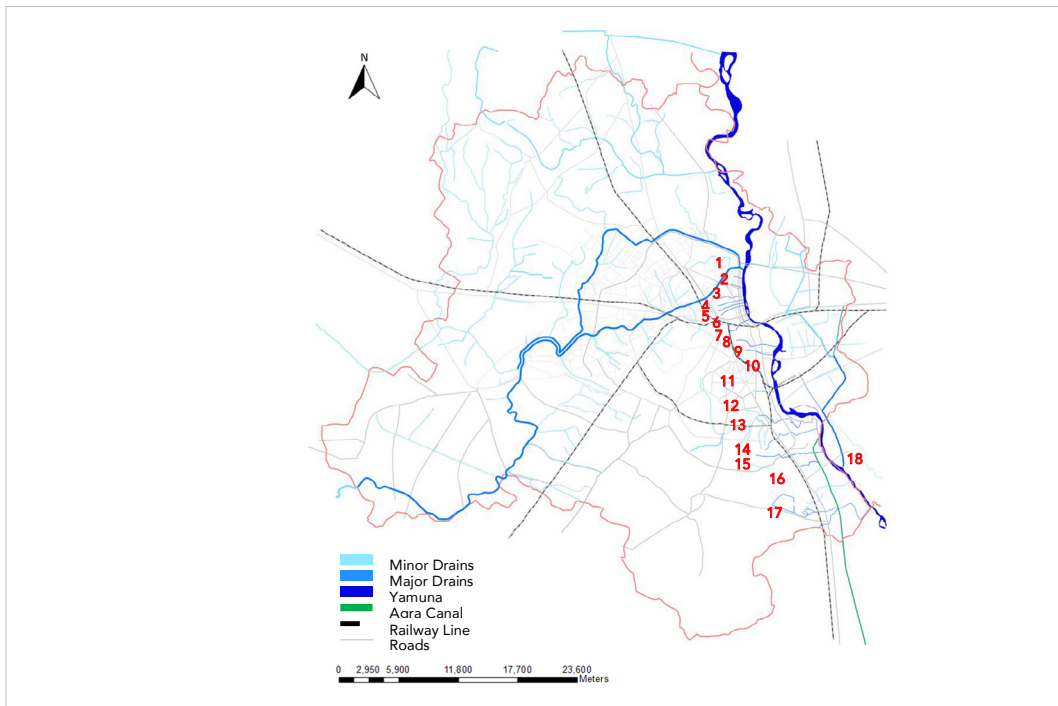 N
1
2
3
4
5
6
7
8
9
10
11
12
13
14
15
16
17
18
Minor Drains
Major Drains
Yamuna
Agra Canal
Railway Line
Roads
0 2,950 5,900 11,800 17,700 23,600
Meters